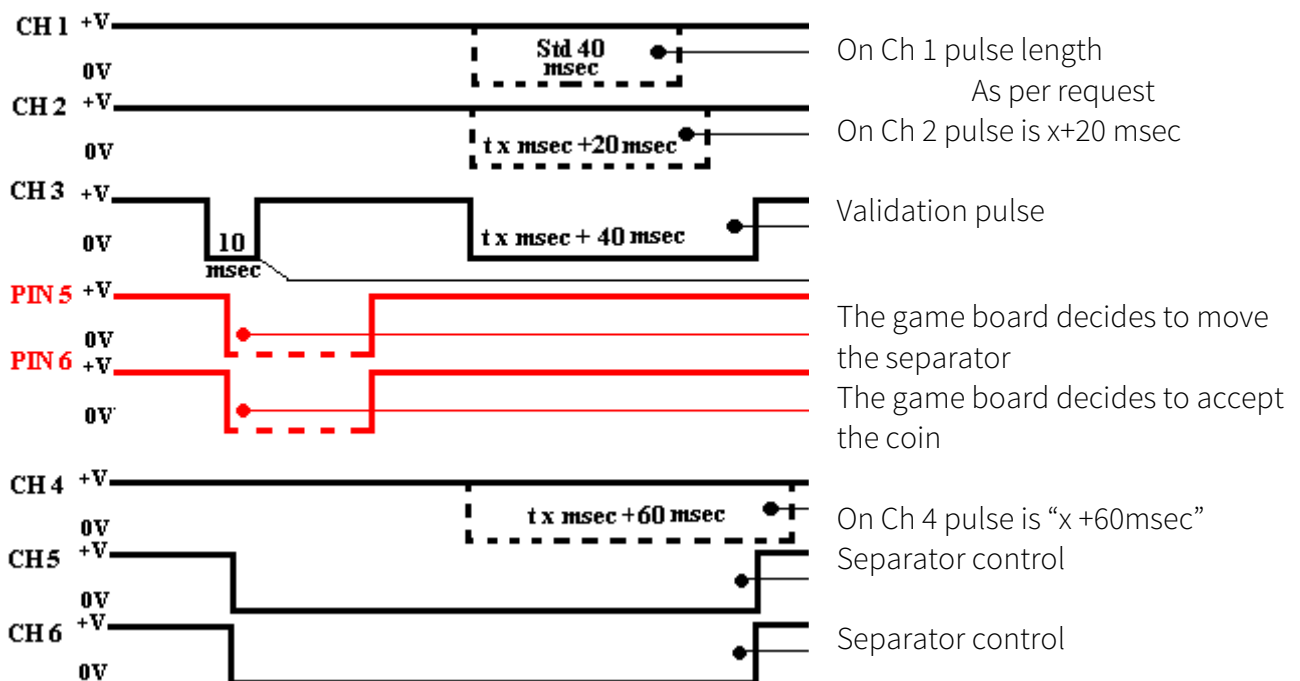 CH 1 +V
Std 40
msec
0V
On Ch 1 pulse length
As per request
CH 2 +V
t x msec +20 msec
0V
On Ch 2 pulse is x+20 msec
CH 3 +V
10
msec
t x msec + 40 msec
0V
Validation pulse
PIN 5 +V
0V
The game board decides to move
the separator
PIN 6 +V
0V
The game board decides to accept
the coin
CH 4 +V
t x msec +60 msec
0V
On Ch 4 pulse is “x +60msec”
CH 5 +V
0V
Separator control
CH 6 +V
0V
Separator control